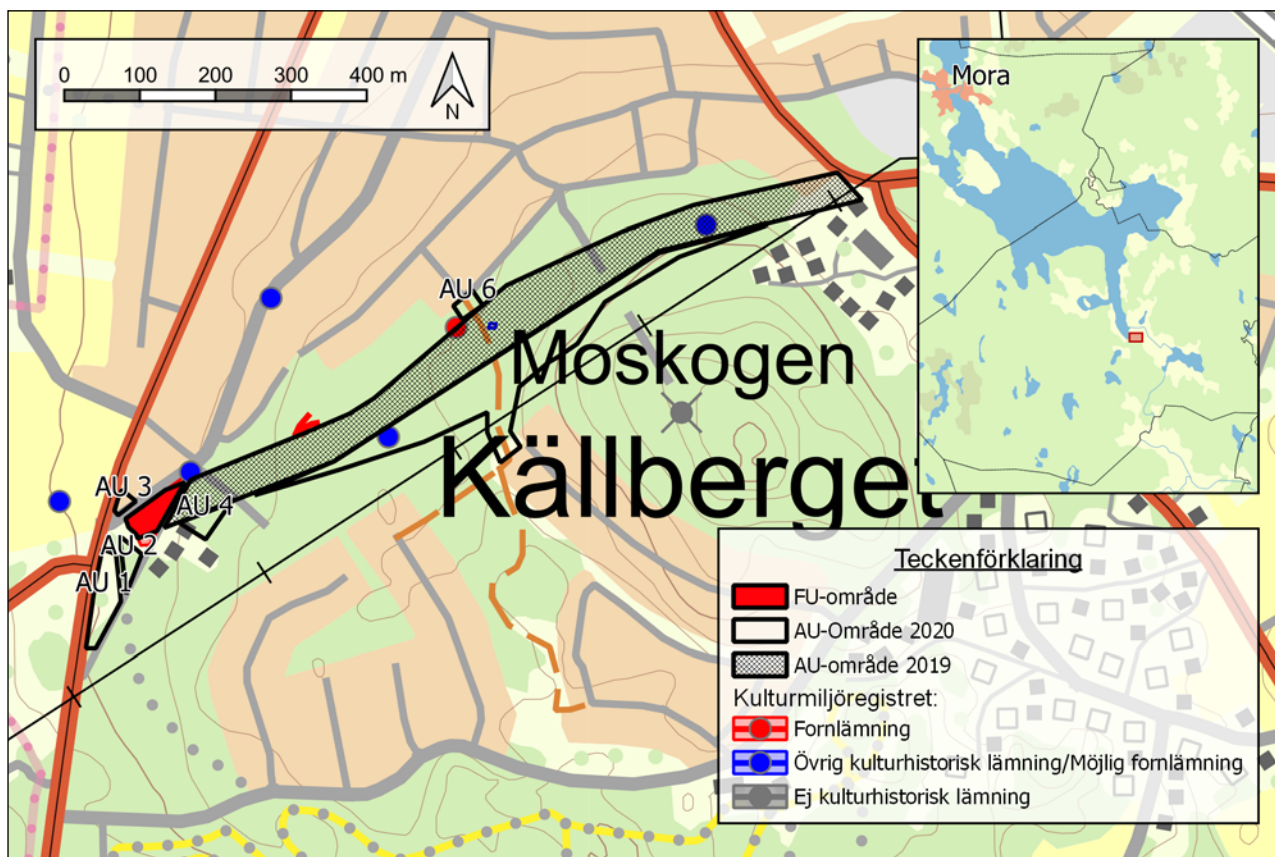 0 100 200 300 400 m
N
Mora
AU 6
Moskogen
Källberget
AU 3
AU 4
AU 2
AU 1
Teckenförklaring
FU-område
AU-Område 2020
AU-område 2019
Kulturmiljöregistret:
Fornlämning
Övrig kulturhistorisk lämning/Möjlig fornlämning
Ej kulturhistorisk lämning